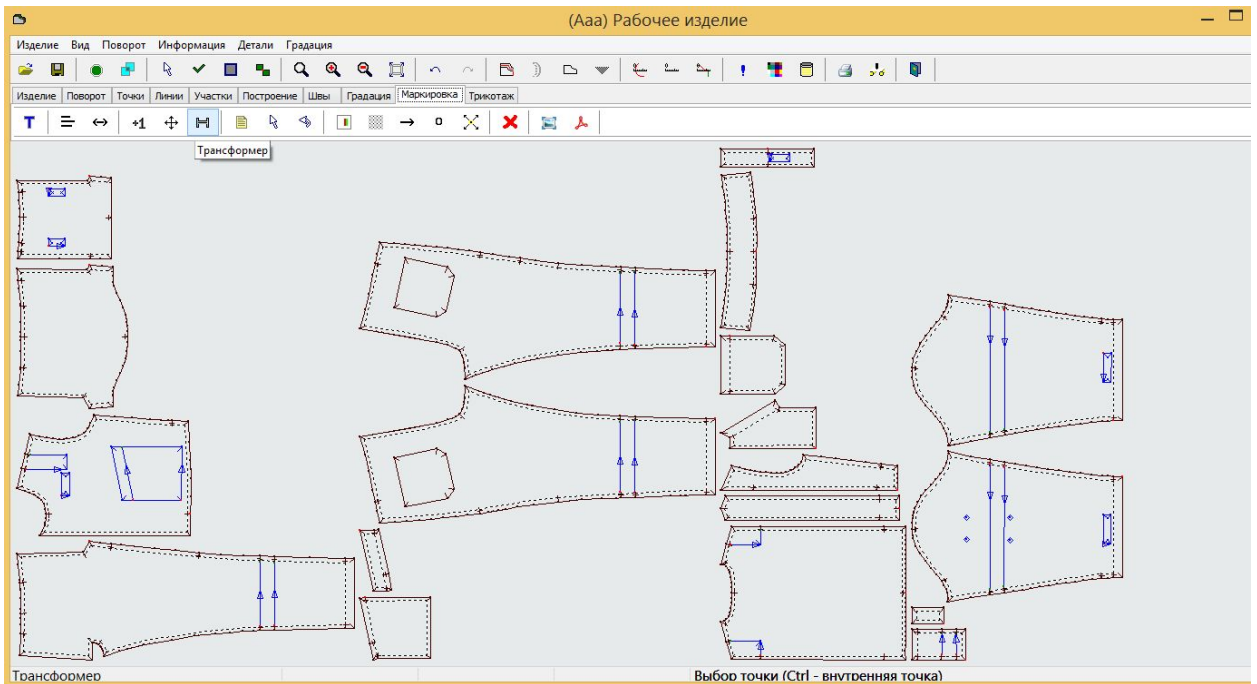 (Ааа) Рабочее изделие
Изделие Вид Поворот Информация Детали Градация
Изделие Поворот Точки Линии Участки Построение Швы Градация Маркировка Трикотаж
T +1
Трансформер
Трансформер Выбор точки (Ctrl - внутренняя точка)